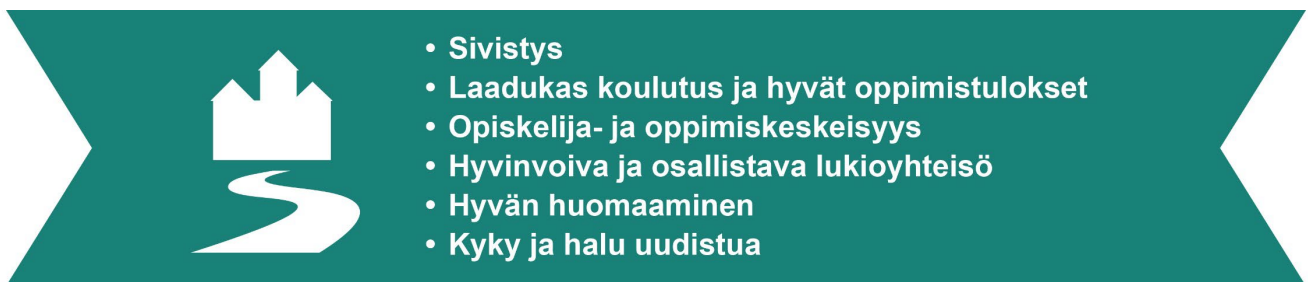 • Sivistys
• Laadukas koulutus ja hyvät oppimistulokset
• Opiskelija- ja oppimiskeskeisyys
• Hyvinvoiva ja osallistava lukioyhteisö
• Hyvän huomaaminen
• Kyky ja halu uudistua